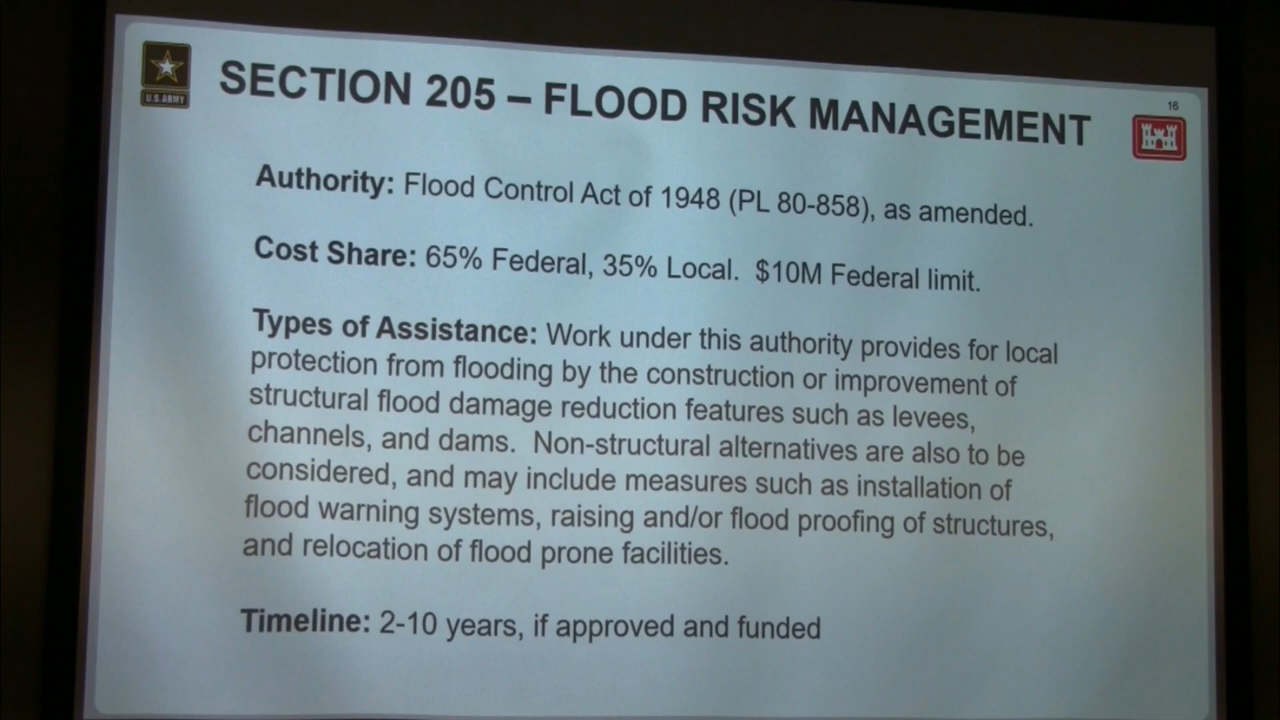 U.S. ARMY
SECTION 205 – FLOOD RISK MANAGEMENT
16
Authority: Flood Control Act of 1948 (PL 80-858), as amended.
Cost Share: 65% Federal, 35% Local.  $10M Federal limit.
Types of Assistance: Work under this authority provides for local
protection from flooding by the construction or improvement of
structural flood damage reduction features such as levees,
channels, and dams.  Non-structural alternatives are also to be
considered, and may include measures such as installation of
flood warning systems, raising and/or flood proofing of structures,
and relocation of flood prone facilities.
Timeline: 2-10 years, if approved and funded